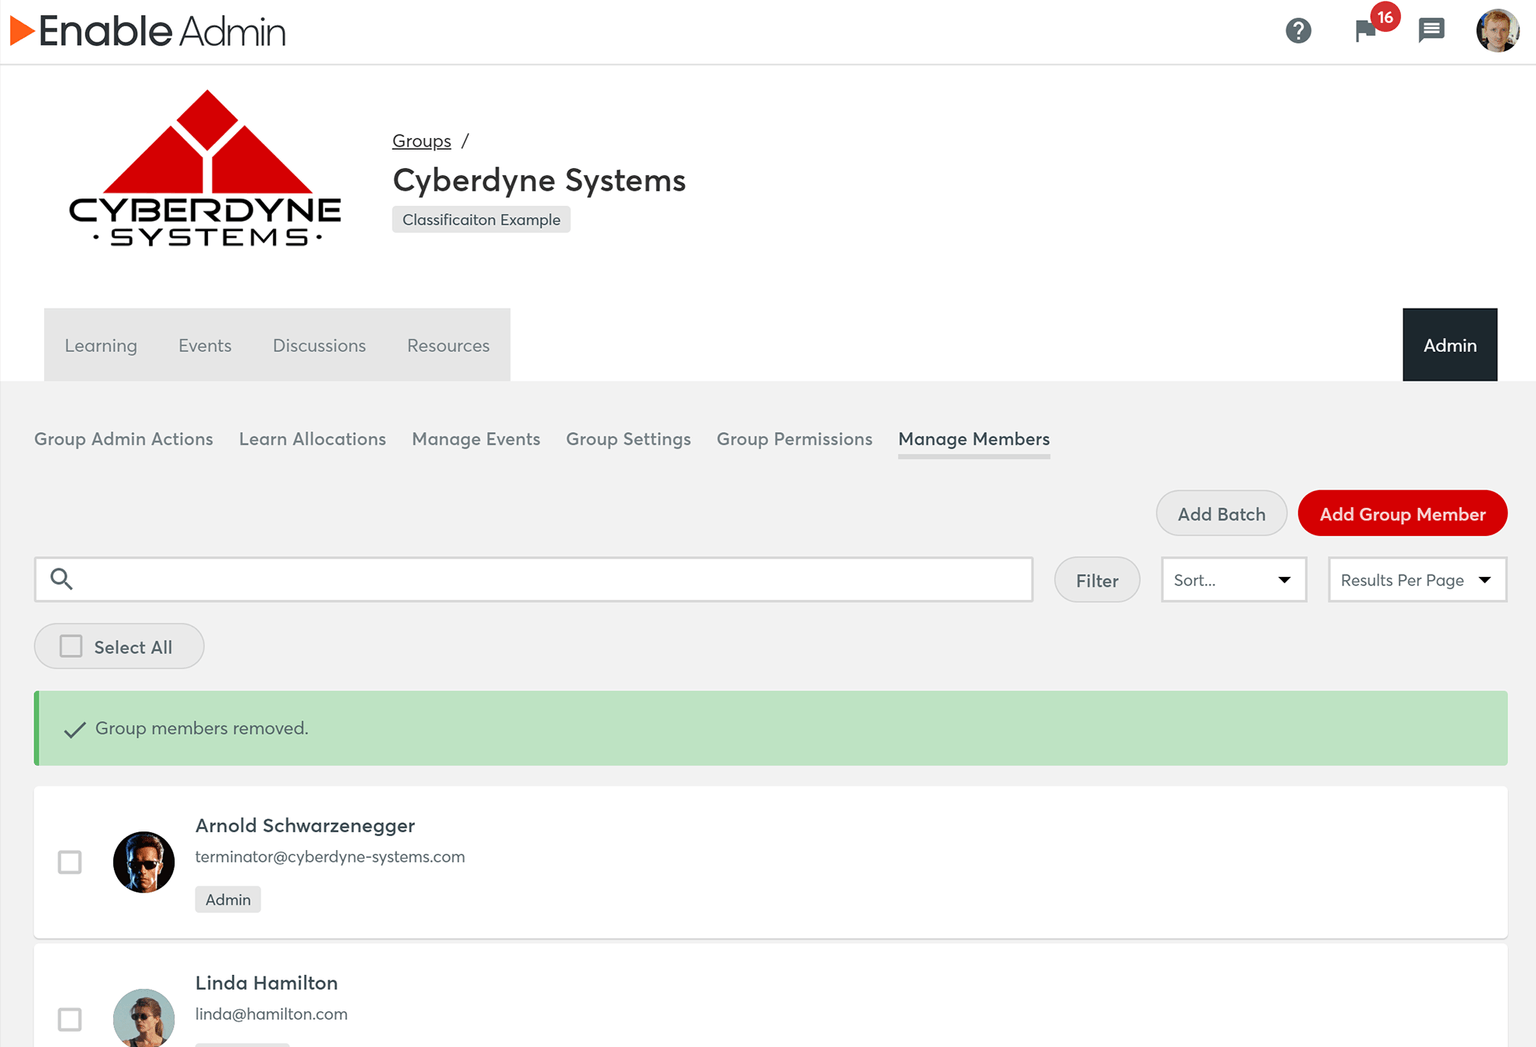 Enable Admin
16
CYBERDYNE
·SYSTEMS·
Groups /
Cyberdyne Systems
Classificaiton Example
Learning Events Discussions Resources
Admin
Group Admin Actions Learn Allocations Manage Events Group Settings Group Permissions Manage Members
Add Batch Add Group Member
Filter Sort... Results Per Page
Select All
Group members removed.
Arnold Schwarzenegger
terminator@cyberdyne-systems.com
Admin
Linda Hamilton
linda@hamilton.com